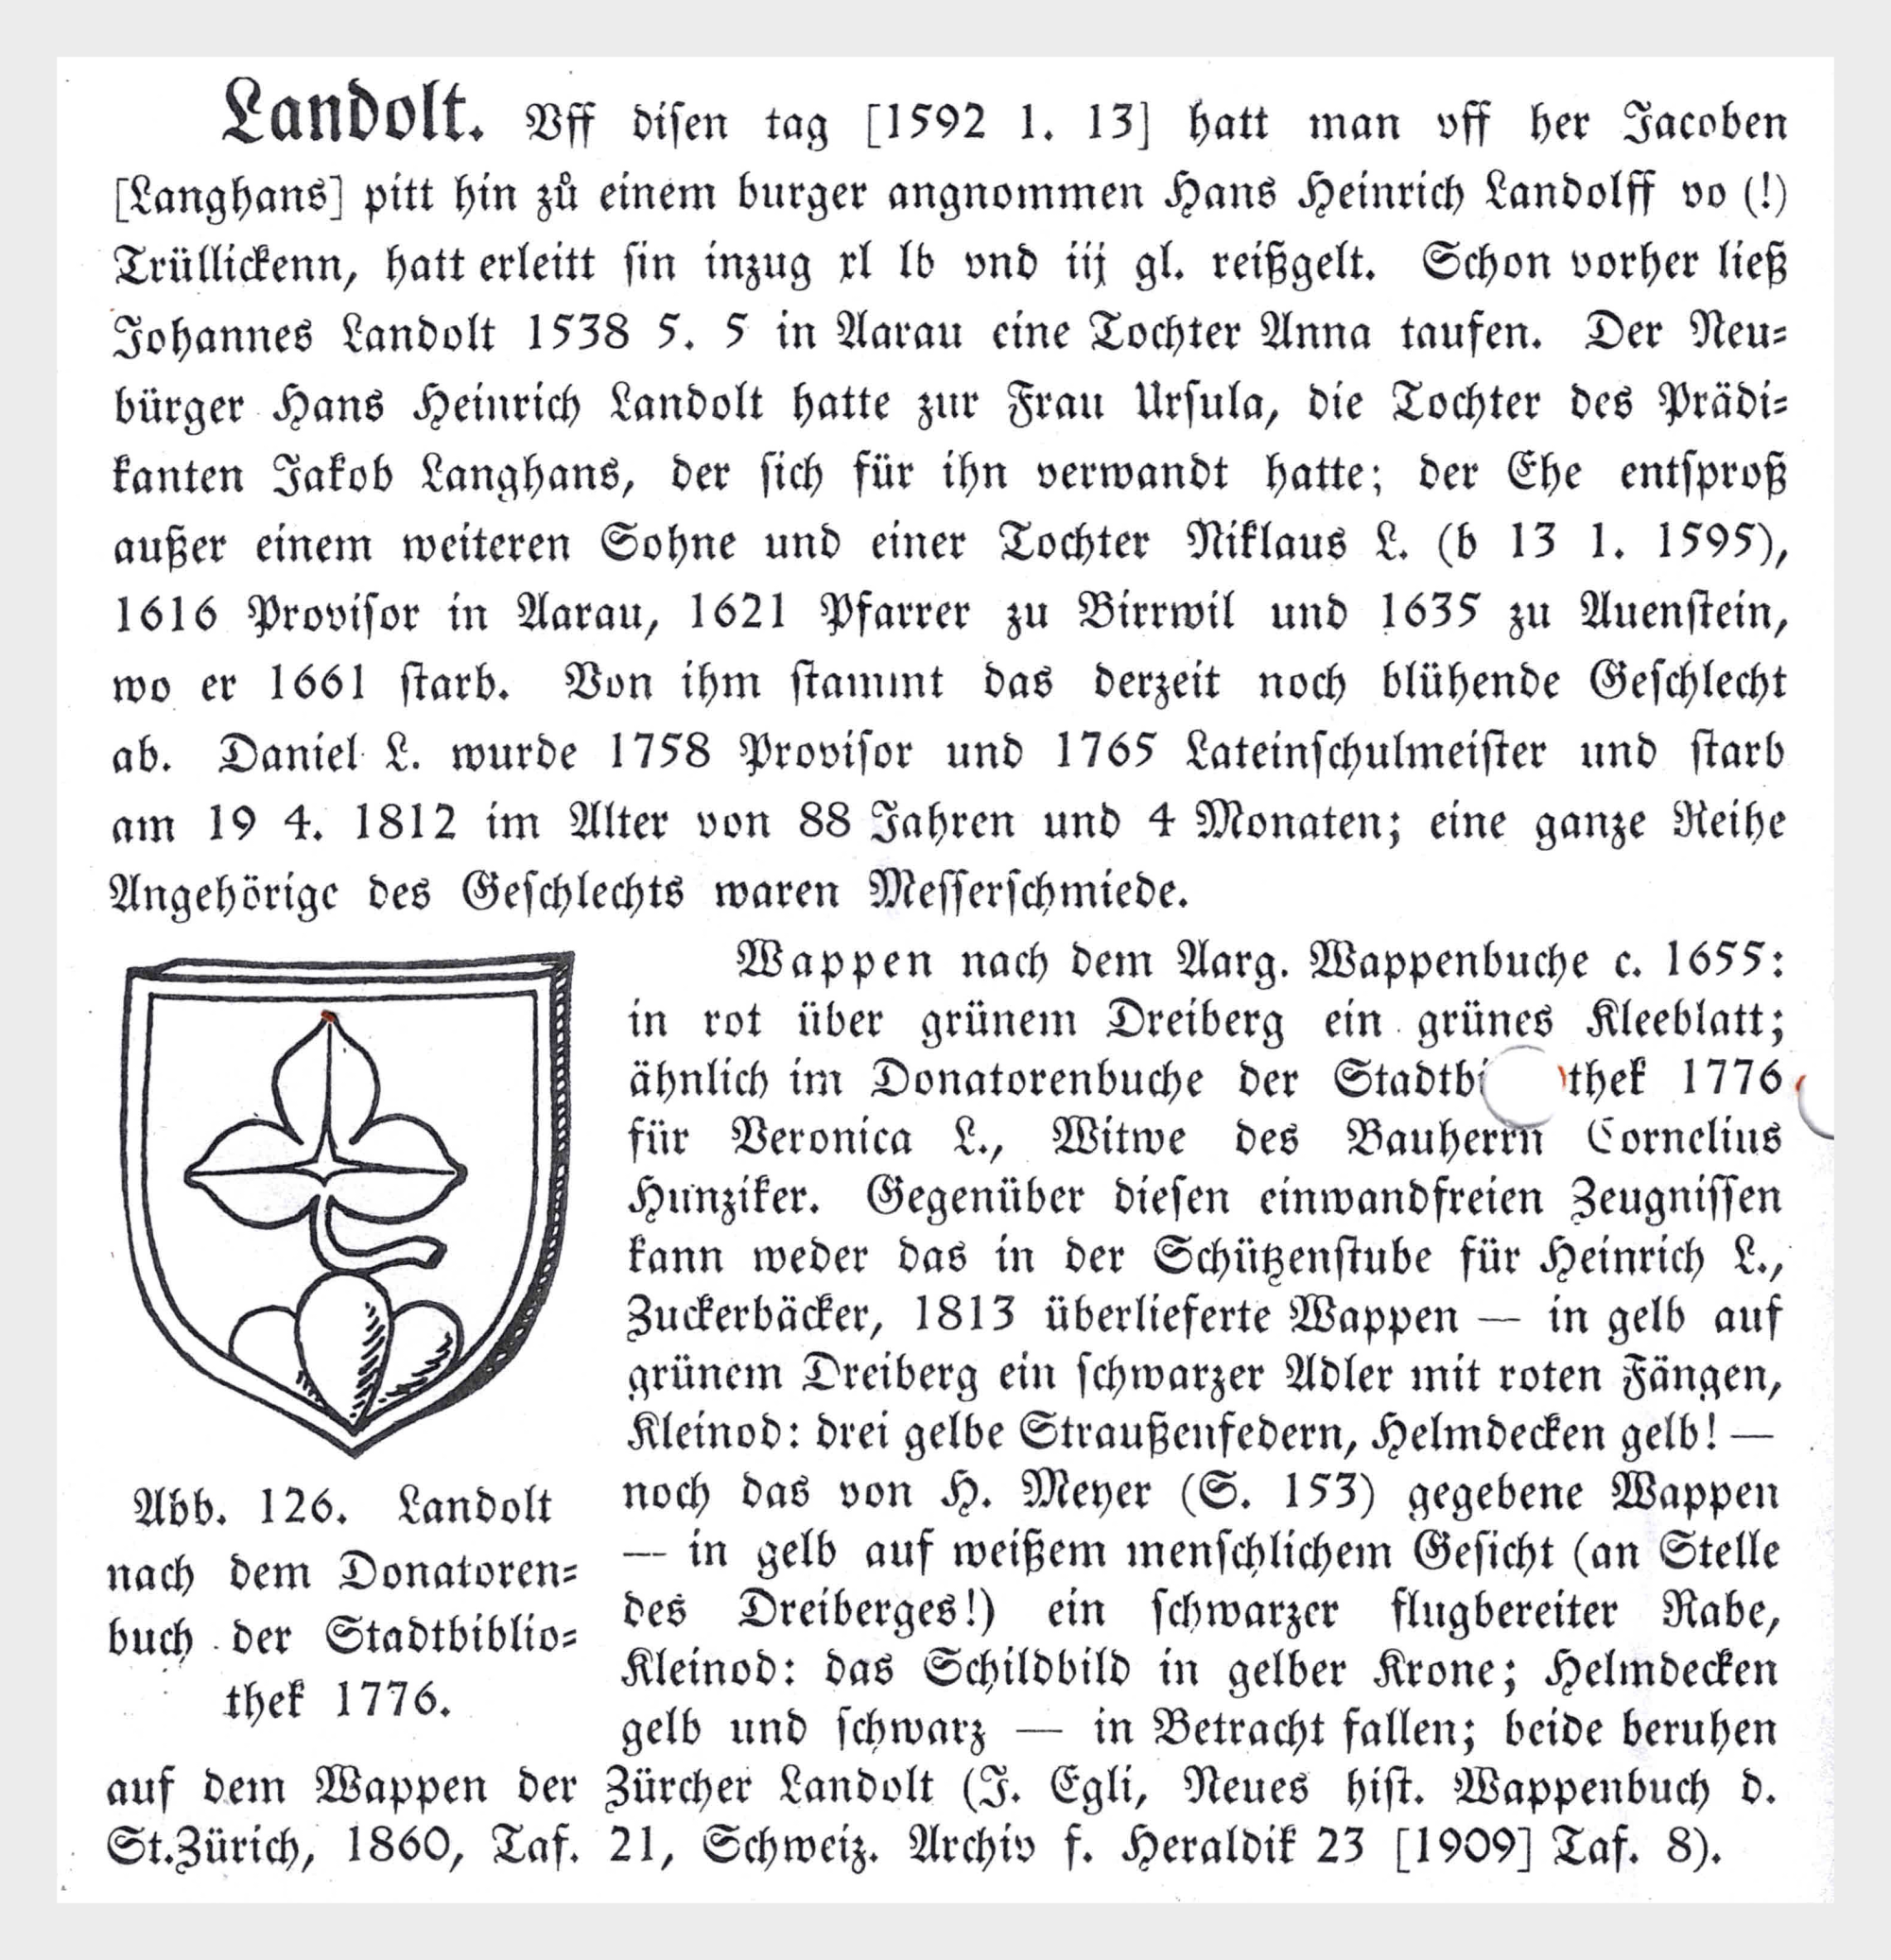 Landolt. Vff disen tag [1592 1. 13] hatt man vff her Jacoben
[Langhans] pitt hin zů einem burger angnommen Hans Heinrich Landolff vo (!)
Trüllickenn, hatt erleitt sin inzug xl lb vnd iij gl. reißgelt. Schon vorher ließ
Johannes Landolt 1538 5. 5 in Aarau eine Tochter Anna taufen. Der Neu-
bürger Hans Heinrich Landolt hatte zur Frau Ursula, die Tochter des Prädi-
kanten Jakob Langhans, der sich für ihn verwandt hatte; der Ehe entsproß
außer einem weiteren Sohne und einer Tochter Niklaus L. (b 13 1. 1595),
1616 Provisor in Aarau, 1621 Pfarrer zu Birrwil und 1635 zu Auenstein,
wo er 1661 starb. Von ihm stammt das derzeit noch blühende Geschlecht
ab. Daniel L. wurde 1758 Provisor und 1765 Lateinschulmeister und starb
am 19 4. 1812 im Alter von 88 Jahren und 4 Monaten; eine ganze Reihe
Angehörige des Geschlechts waren Messerschmiede.
Wappen nach dem Aarg. Wappenbuche c. 1655:
in rot über grünem Dreiberg ein grünes Kleeblatt;
ähnlich im Donatorenbuche der 1776
für Veronica L., Witwe des Bauherrn Cornelius
Hunziker. Gegenüber diesen einwandfreien Zeugnissen
kann weder das in der Schützenstube für Heinrich L.,
Zuckerbäcker, 1813 überlieferte Wappen — in gelb auf
grünem Dreiberg ein schwarzer Adler mit roten Fängen,
Kleinod: drei gelbe Straußenfedern, Helmdecken gelb! —
noch das von H. Meyer (S. 153) gegebene Wappen
— in gelb auf weißem menschlichem Gesicht (an Stelle
des Dreiberges!) ein schwarzer flugbereiter Rabe,
Kleinod: das Schildbild in gelber Krone; Helmdecken
gelb und schwarz — in Betracht fallen; beide beruhen
auf dem Wappen der Zürcher Landolt (J. Egli, Neues hist. Wappenbuch d.
St.Zürich, 1860, Taf. 21, Schweiz. Archiv f. Heraldik 23 [1909] Taf. 8).
Abb. 126. Landolt
nach dem Donatoren-
buch der Stadtbiblio-
thek 1776.